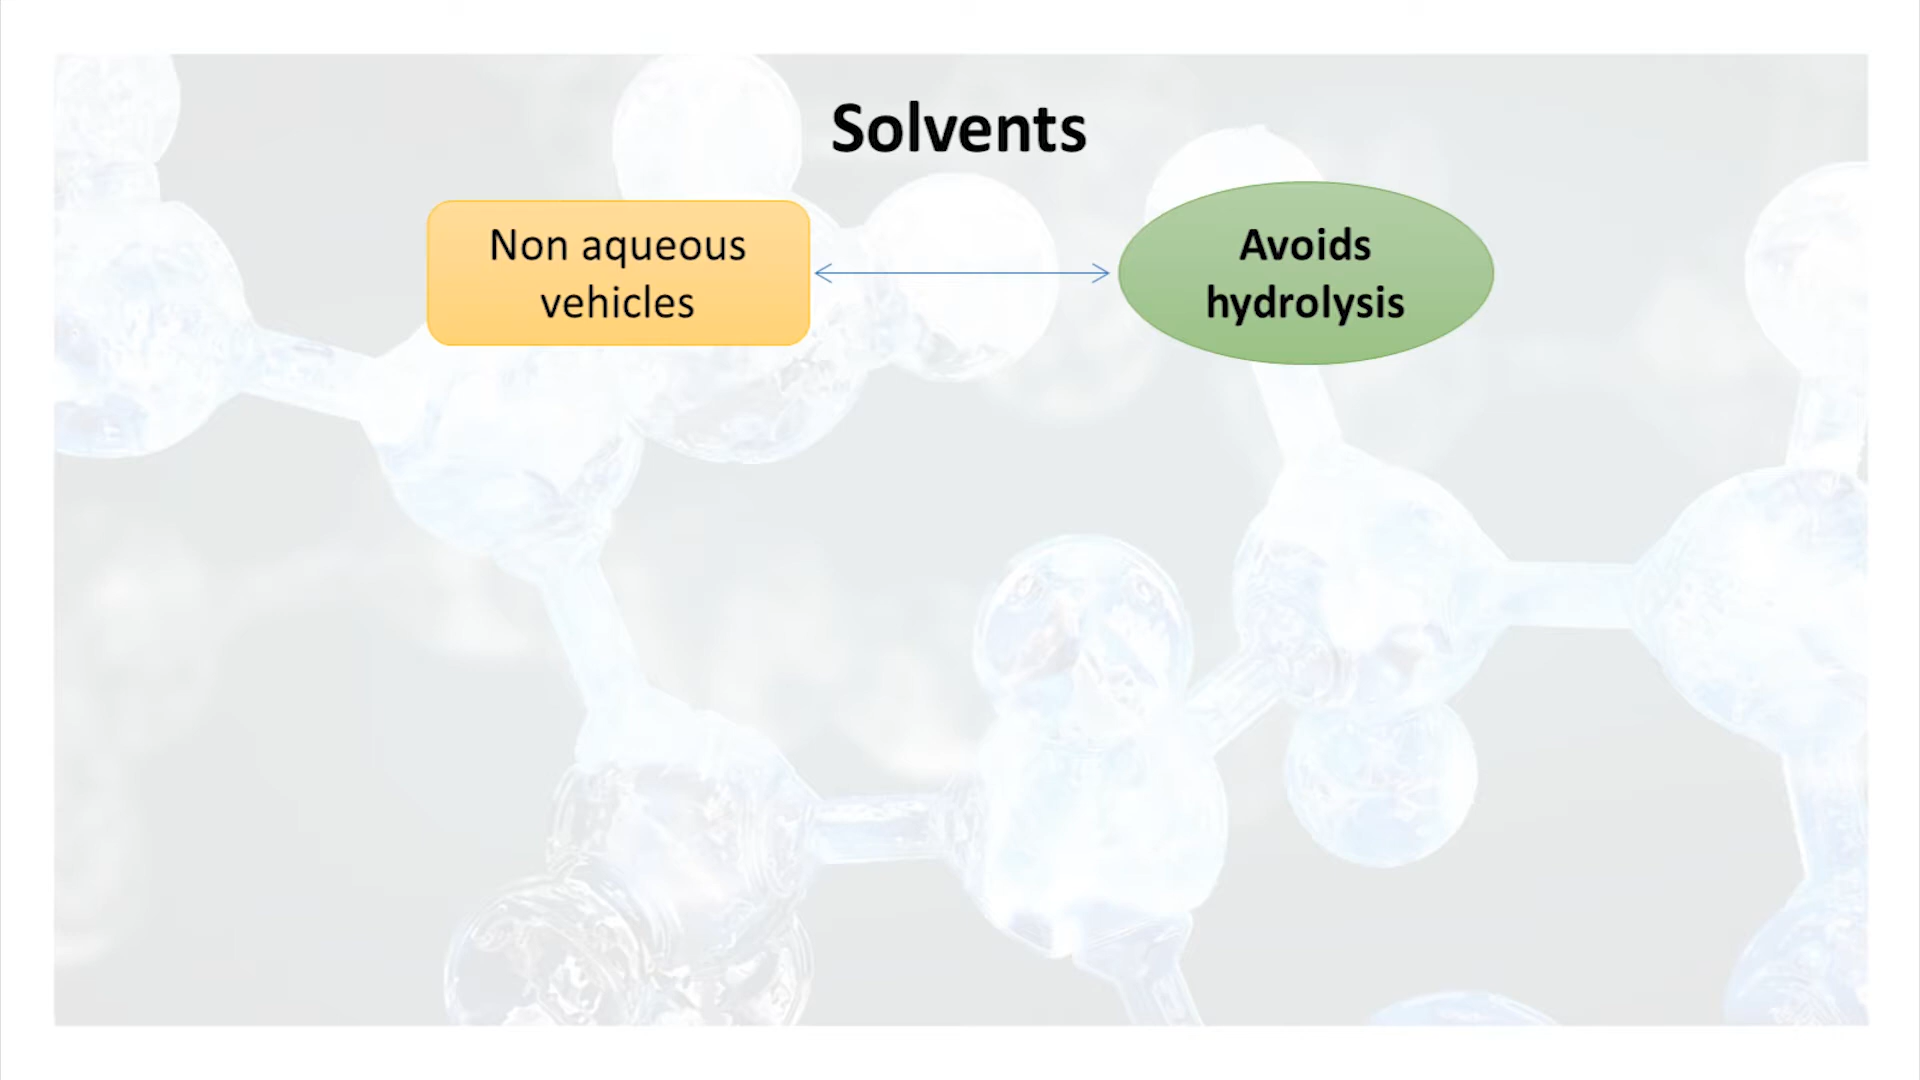 Solvents
Non aqueous
vehicles
Avoids
hydrolysis